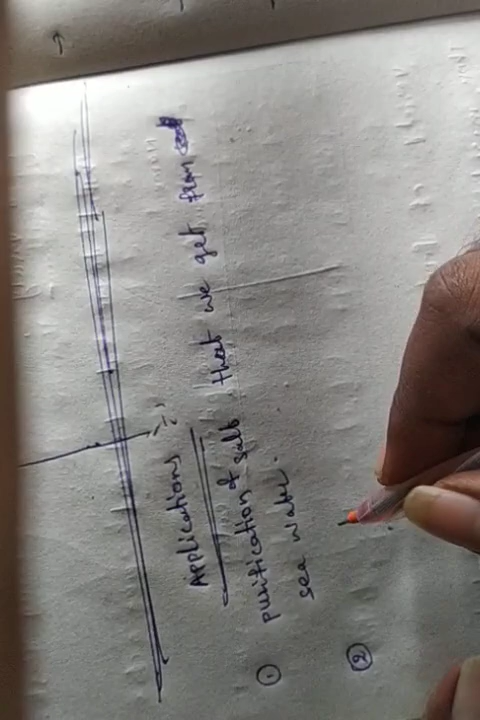 Applications :-
① purification of salt that we get from
sea water.
②